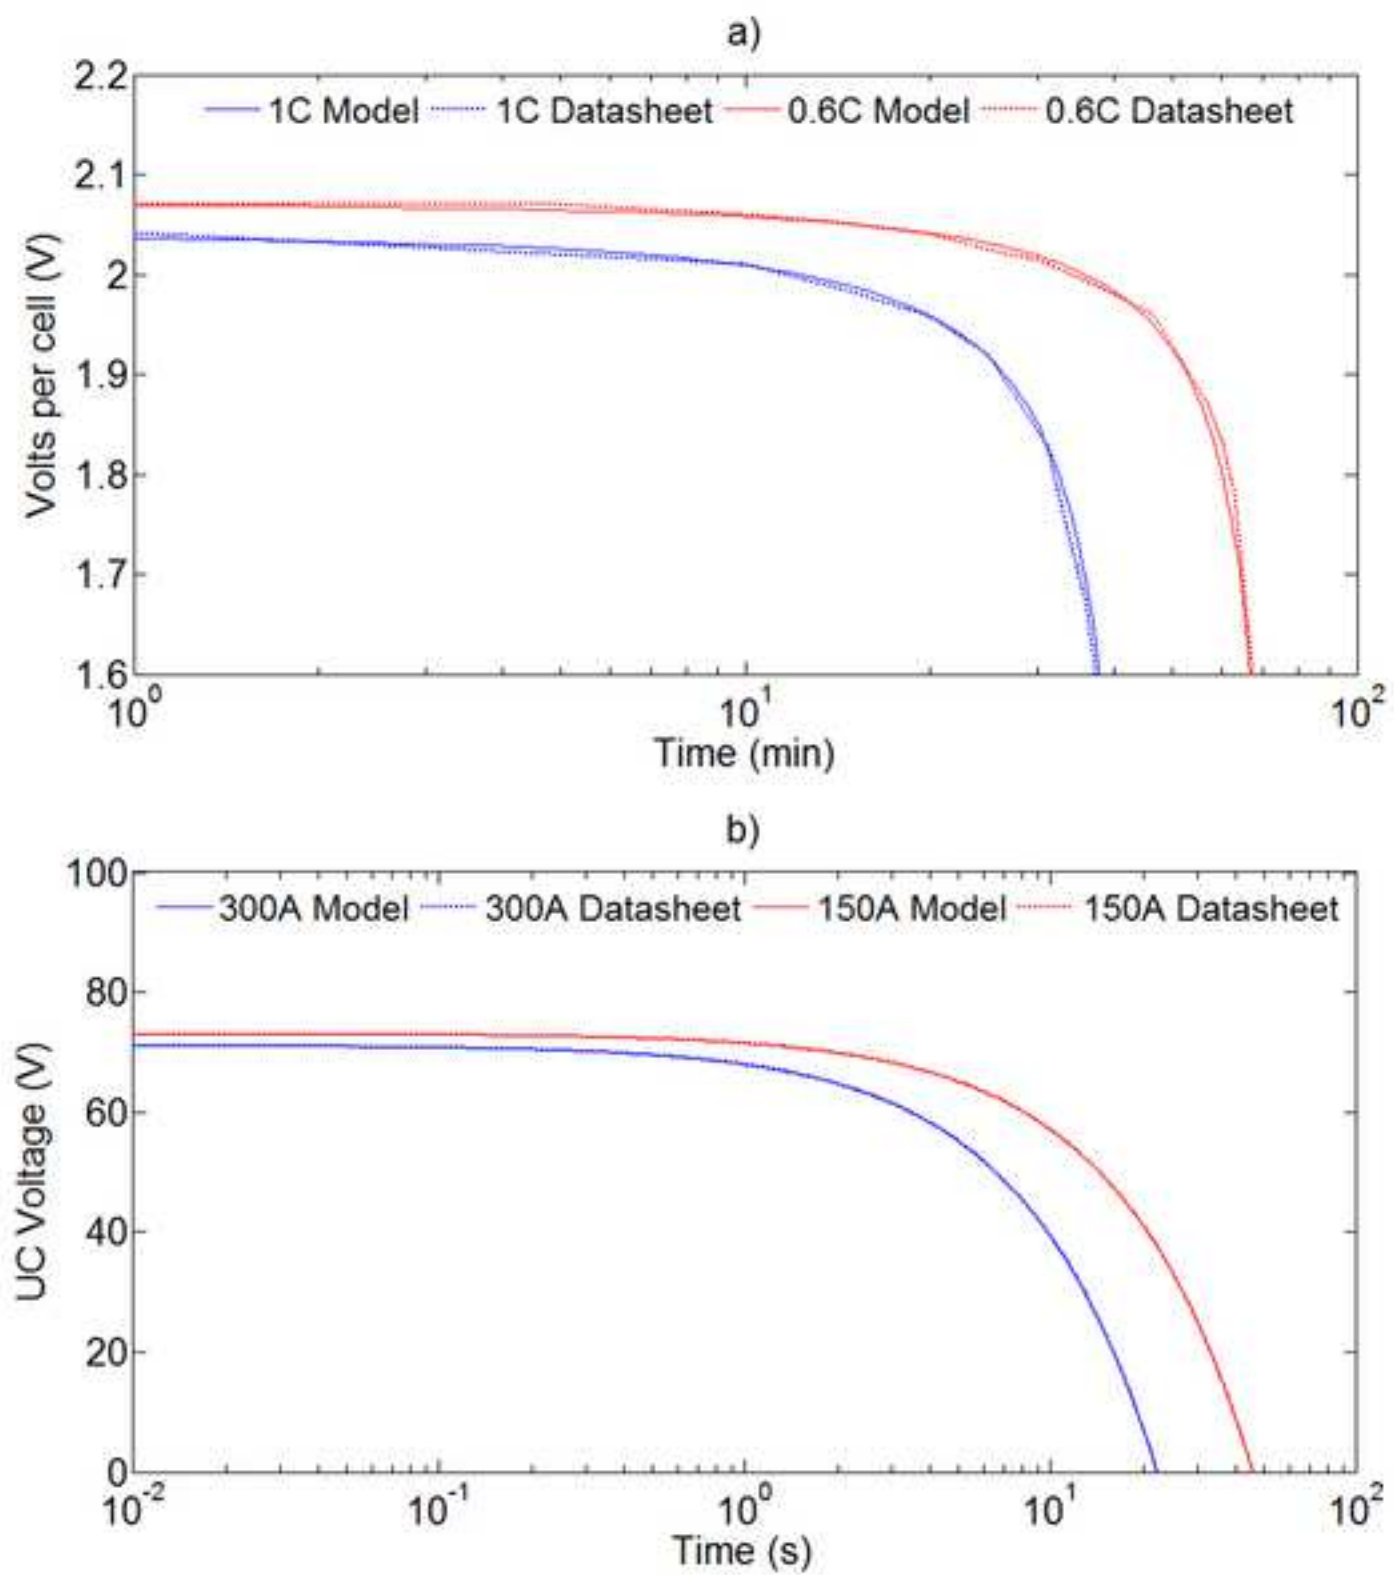 a)
2.2
1C Model 1C Datasheet 0.6C Model 0.6C Datasheet
2.1
2
1.9
1.8
1.7
1.6
Volts per cell (V)
10^0 10^1 10^2
Time (min)
b)
100
300A Model 300A Datasheet 150A Model 150A Datasheet
80
60
40
20
0
UC Voltage (V)
10^-2 10^-1 10^0 10^1 10^2
Time (s)